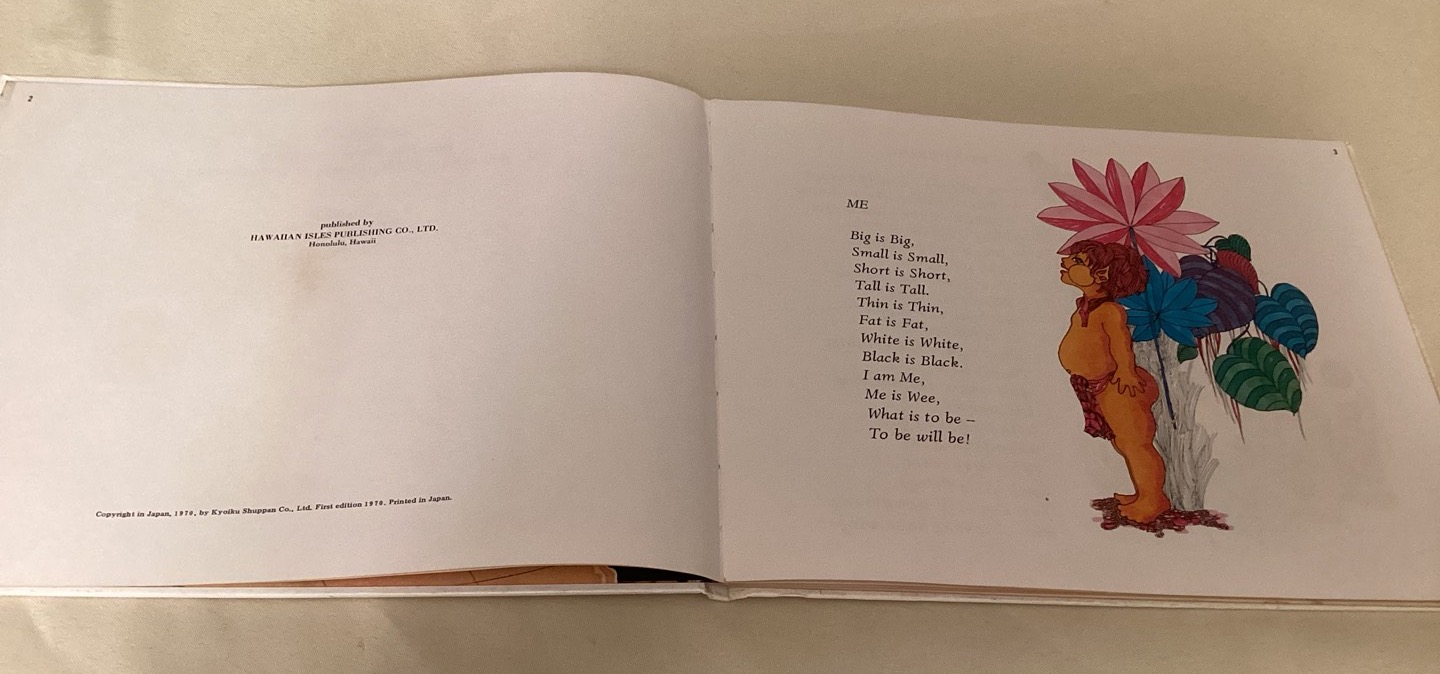 2
published by
HAWAIIAN ISLES PUBLISHING CO., LTD.
Honolulu, Hawaii
Copyright in Japan, 1970, by Kyoiku Shuppan Co., Ltd. First edition 1970. Printed in Japan.
3
ME
Big is Big,
Small is Small,
Short is Short,
Tall is Tall.
Thin is Thin,
Fat is Fat,
White is White,
Black is Black.
I am Me,
Me is Wee,
What is to be –
To be will be!